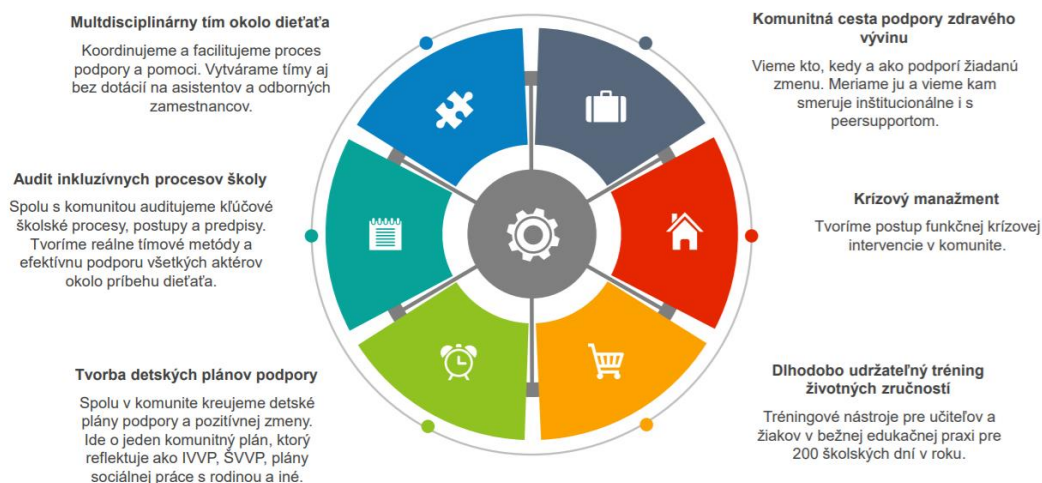 Multdisciplinárny tím okolo dieťaťa
Koordinujeme a facilitujeme proces
podpory a pomoci. Vytvárame tímy aj
bez dotácií na asistentov a odborných
zamestnancov.
Audit inkluzívnych procesov školy
Spolu s komunitou auditujeme kľúčové
školské procesy, postupy a predpisy.
Tvoríme reálne tímové metódy a
efektívnu podporu všetkých aktérov
okolo príbehu dieťaťa.
Tvorba detských plánov podpory
Spolu v komunite kreujeme detské
plány podpory a pozitívnej zmeny.
Ide o jeden komunitný plán, ktorý
reflektuje ako IVVP, ŠVVP, plány
sociálnej práce s rodinou a iné.
Komunitná cesta podpory zdravého
vývinu
Vieme kto, kedy a ako podporí žiadanú
zmenu. Meriame ju a vieme kam
smeruje inštitucionálne i s
peersupportom.
Krízový manažment
Tvoríme postup funkčnej krízovej
intervencie v komunite.
Dlhodobo udržateľný tréning
životných zručností
Tréningové nástroje pre učiteľov a
žiakov v bežnej edukačnej praxi pre
200 školských dní v roku.